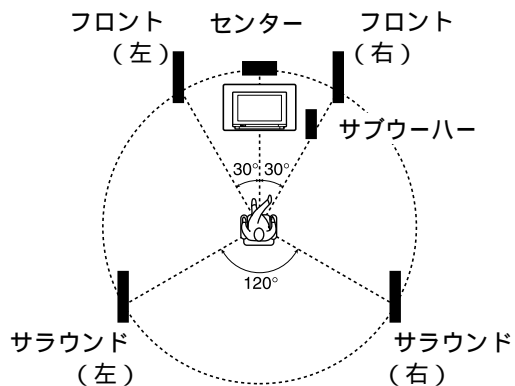 フロント
（左）
センター
フロント
（右）
サブウーハー
30° 30°
120°
サラウンド
（左）
サラウンド
（右）